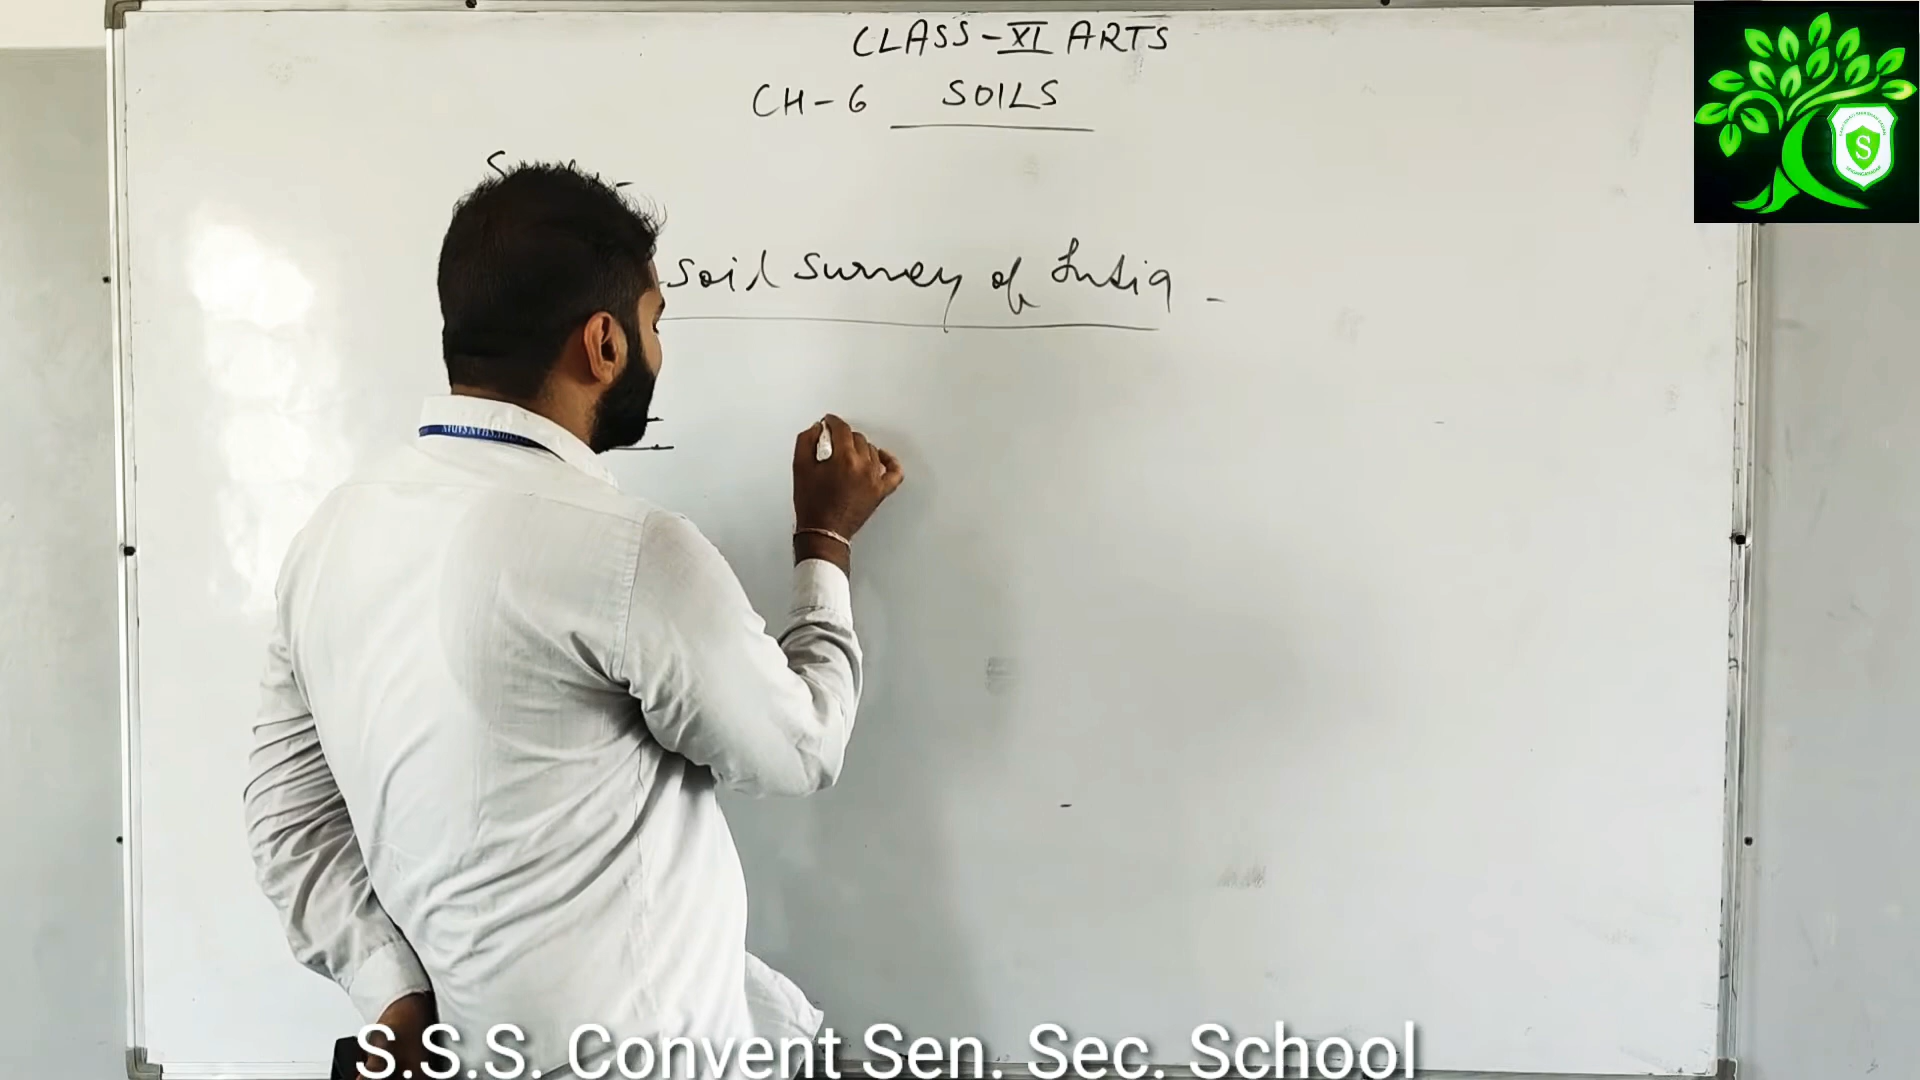 CLASS-XI ARTS
CH-6 SOILS
Soil Survey of India -
S
S.S.S. Convent Sen. Sec. School